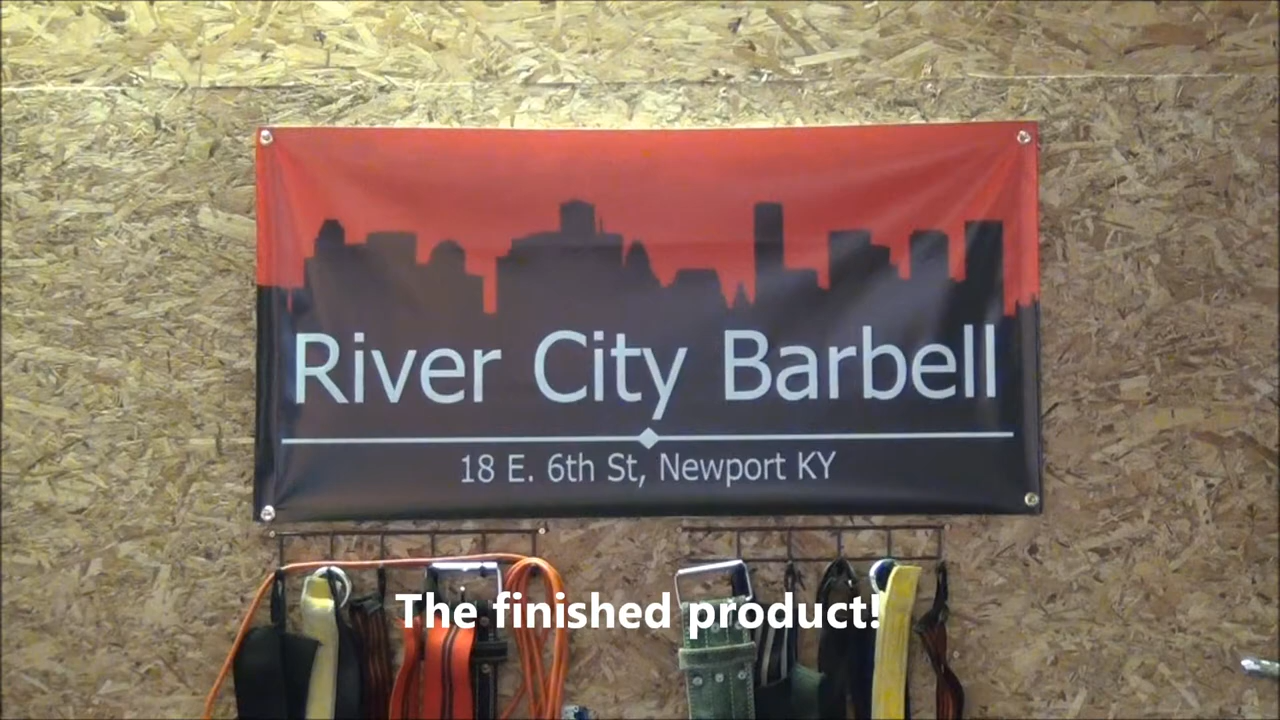 River City Barbell
18 E. 6th St, Newport KY
The finished product!